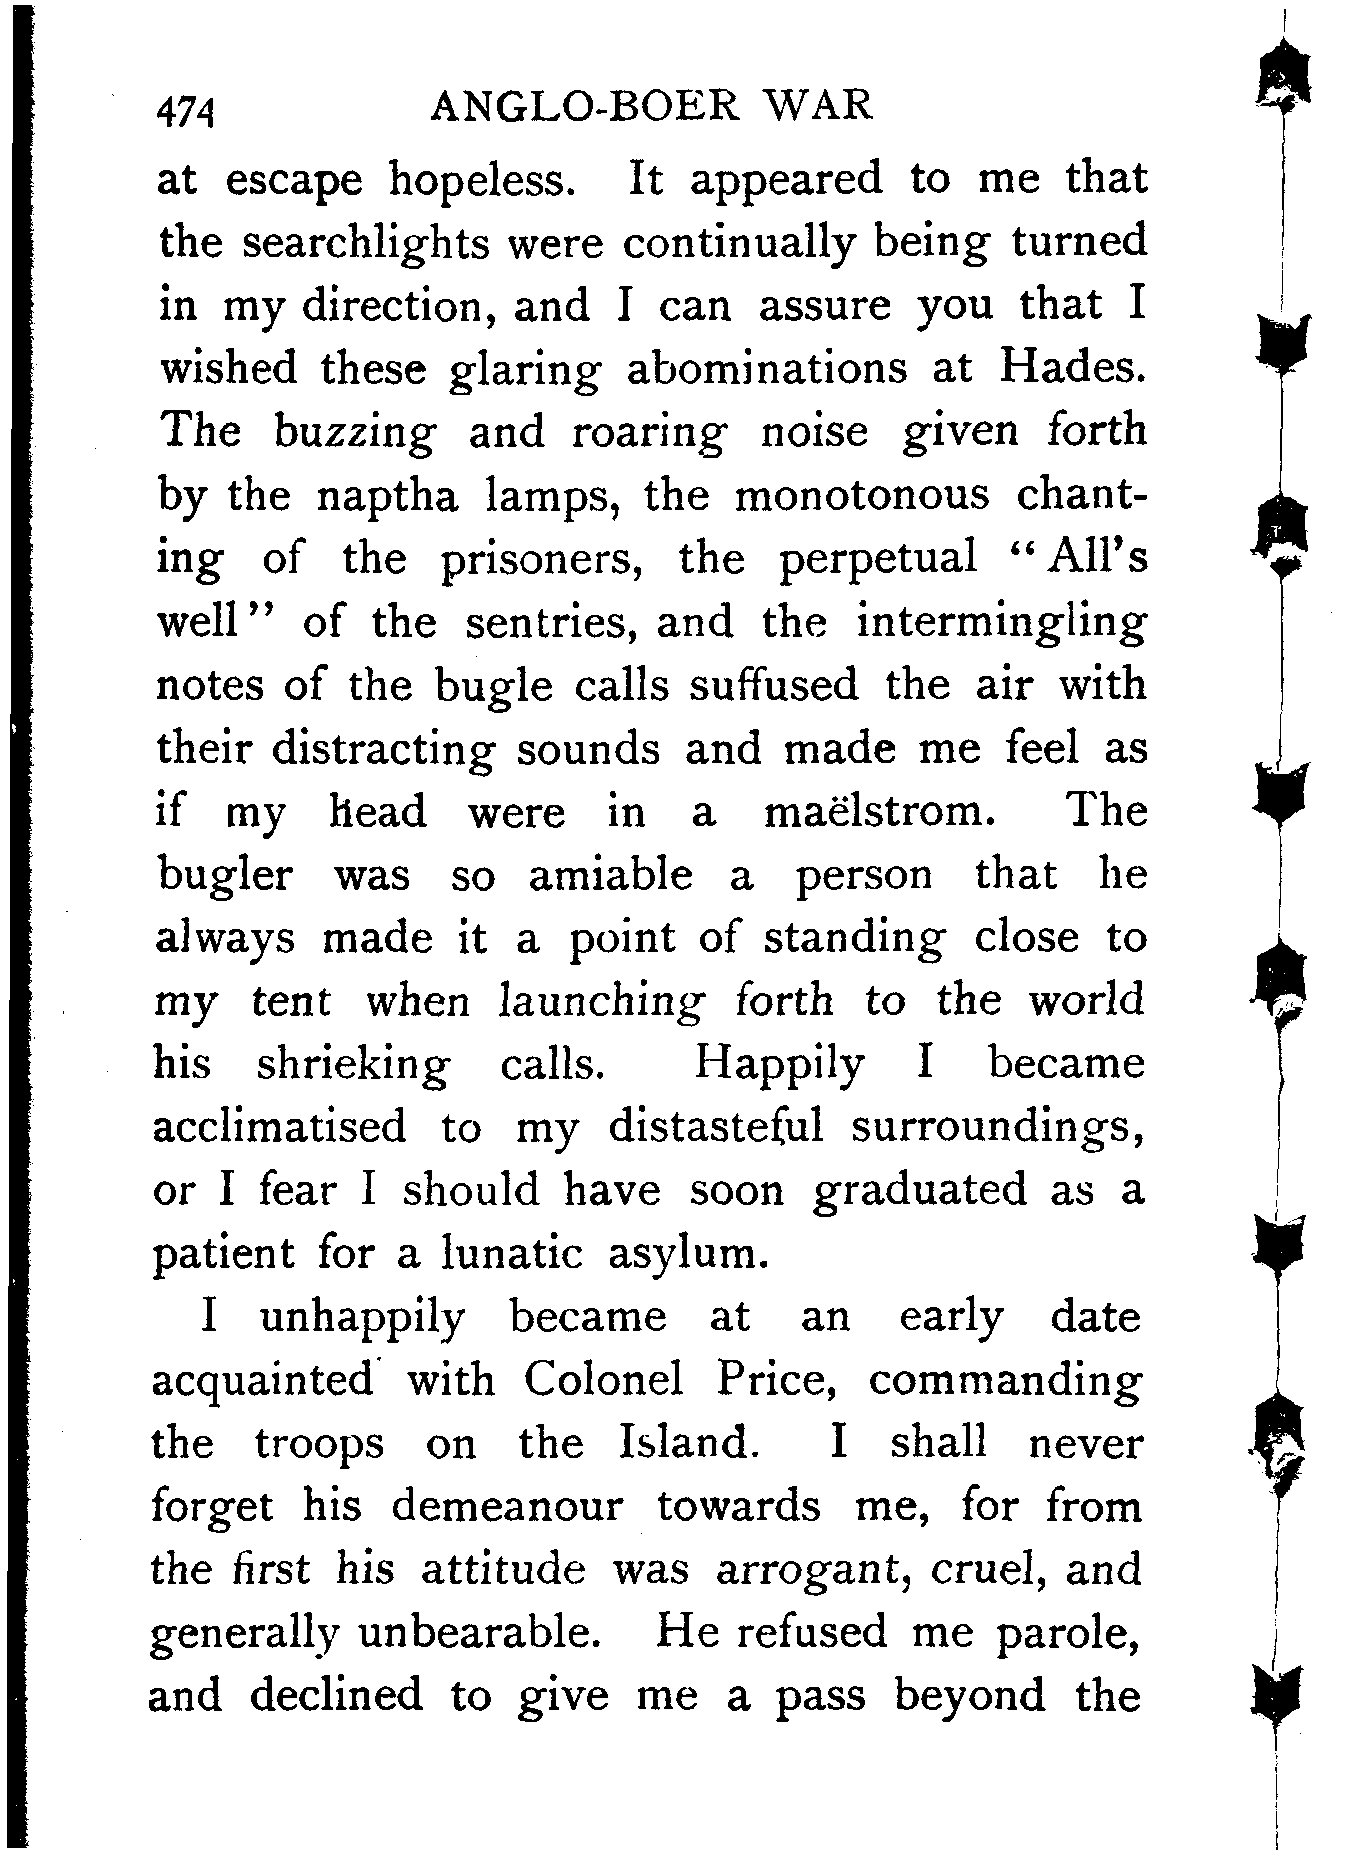 474 ANGLO-BOER WAR
at escape hopeless. It appeared to me that
the searchlights were continually being turned
in my direction, and I can assure you that I
wished these glaring abominations at Hades.
The buzzing and roaring noise given forth
by the naptha lamps, the monotonous chant-
ing of the prisoners, the perpetual “ All’s
well ” of the sentries, and the intermingling
notes of the bugle calls suffused the air with
their distracting sounds and made me feel as
if my head were in a maëlstrom. The
bugler was so amiable a person that he
always made it a point of standing close to
my tent when launching forth to the world
his shrieking calls. Happily I became
acclimatised to my distasteful surroundings,
or I fear I should have soon graduated as a
patient for a lunatic asylum.
I unhappily became at an early date
acquainted with Colonel Price, commanding
the troops on the Island. I shall never
forget his demeanour towards me, for from
the first his attitude was arrogant, cruel, and
generally unbearable. He refused me parole,
and declined to give me a pass beyond the